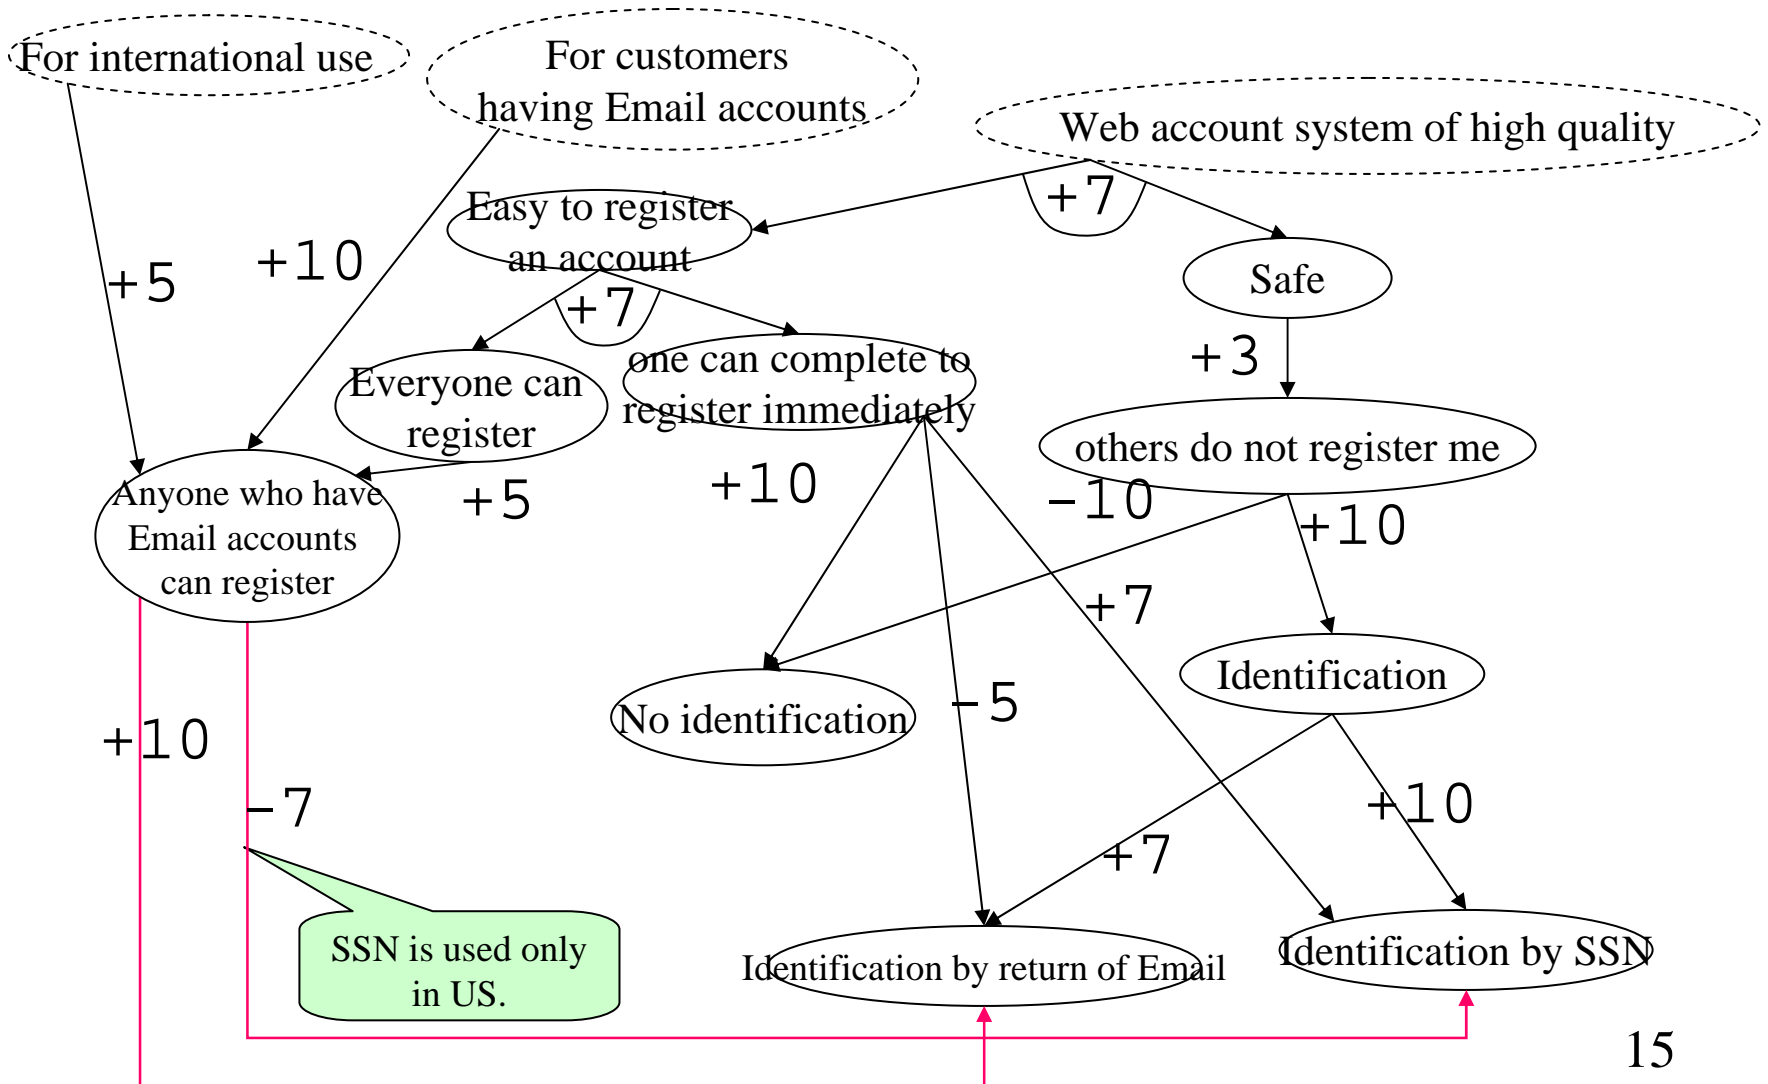 For international use
For customers
having Email accounts
Web account system of high quality
+7
Easy to register
an account
Safe
+10
+5
+7
+3
one can complete to
register immediately
Everyone can
register
others do not register me
Anyone who have
Email accounts
can register
+5
+10
-10
+10
+7
Identification
No identification
-5
+10
-7
+10
+7
SSN is used only
in US.
Identification by return of Email
Identification by SSN
15